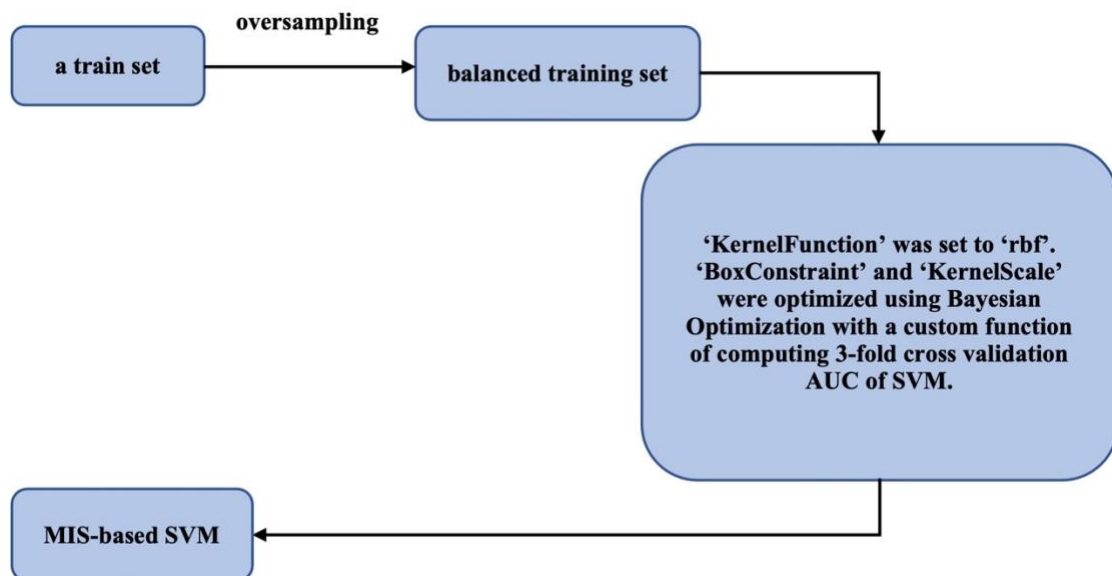 oversampling
a train set
balanced training set
‘KernelFunction’ was set to ‘rbf’.
‘BoxConstraint’ and ‘KernelScale’
were optimized using Bayesian
Optimization with a custom function
of computing 3-fold cross validation
AUC of SVM.
MIS-based SVM